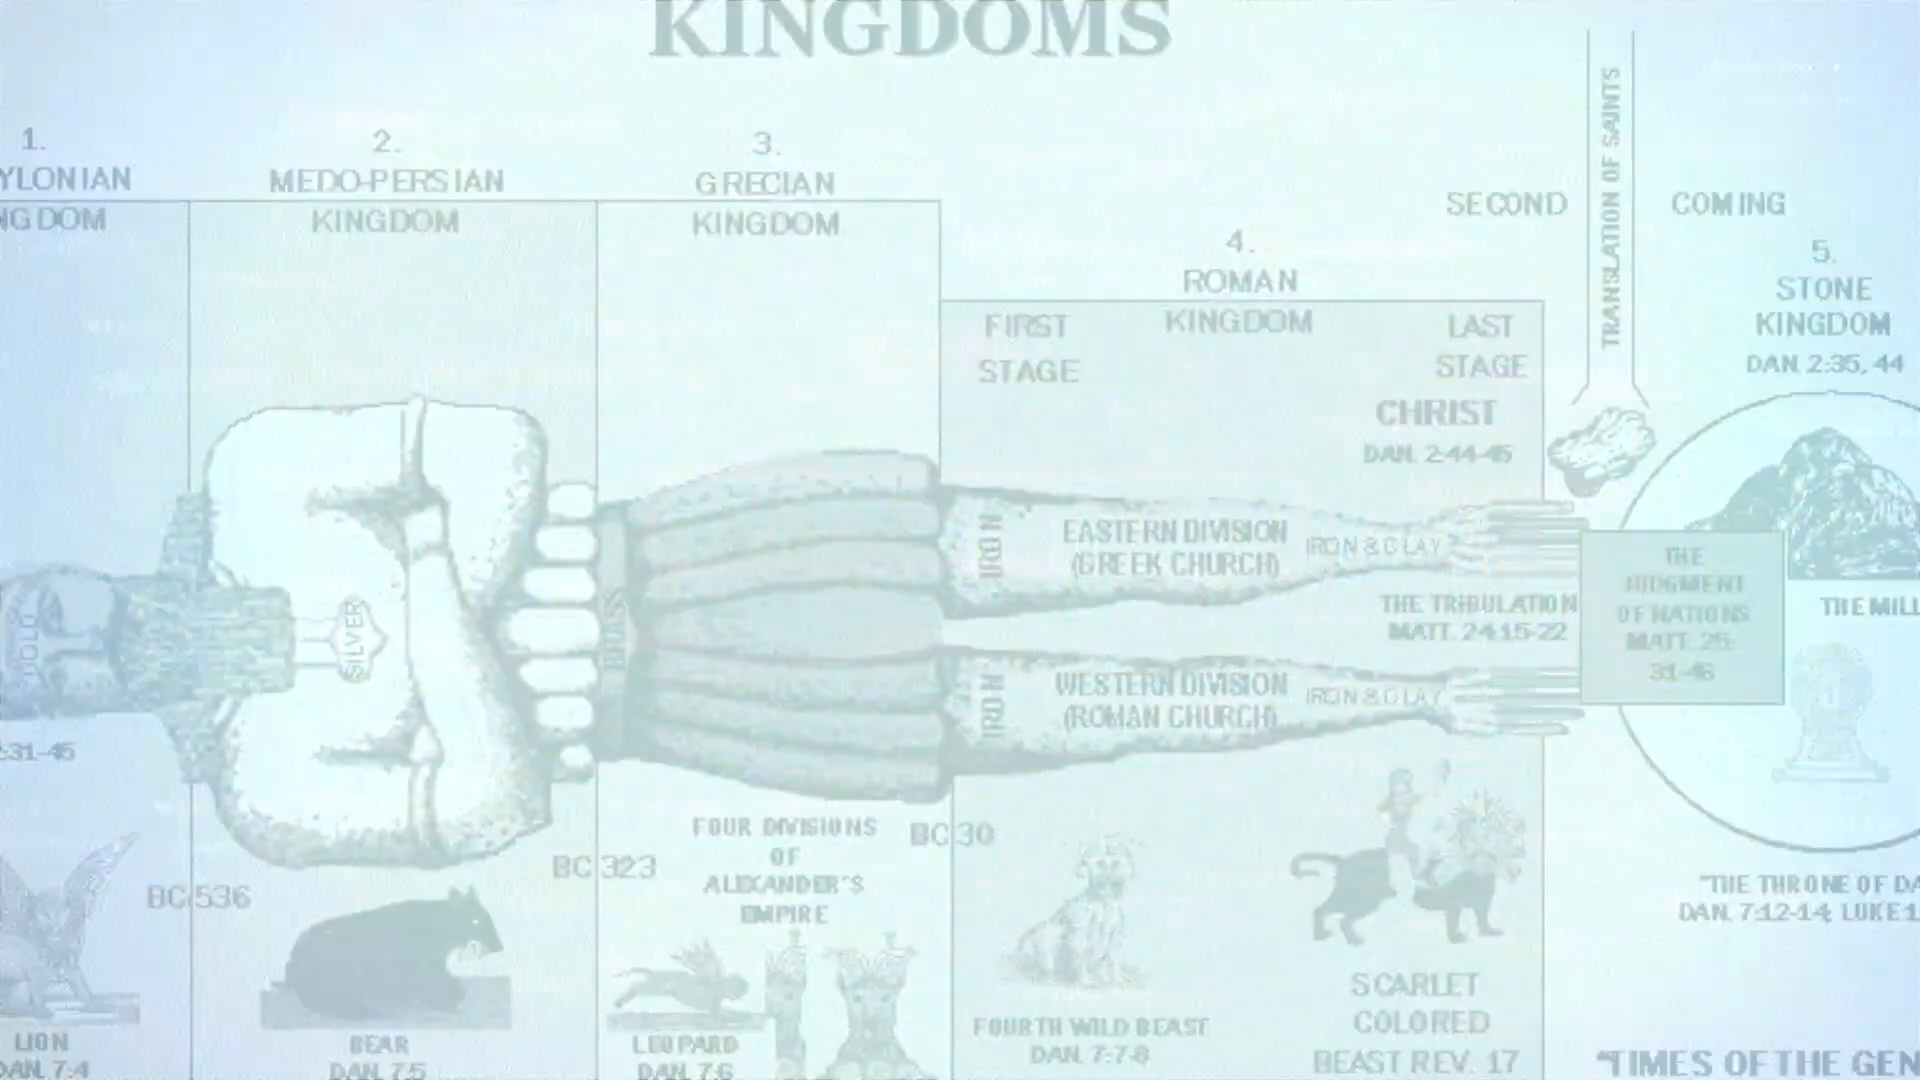 KINGDOMS
1.
YLONIAN
NGDOM
2.
MEDO-PERSIAN
KINGDOM
3.
GRECIAN
KINGDOM
4.
ROMAN
KINGDOM
FIRST
STAGE
LAST
STAGE
CHRIST
DAN. 2-44-45
SECOND
TRANSLATION OF SAINTS
COMING
5.
STONE
KINGDOM
DAN. 2:35, 44
GOLD
SILVER
BRASS
IRON
EASTERN DIVISION
(GREEK CHURCH)
IRON & CLAY
THE TRIBULATION
MATT. 24:15-22
IRON
WESTERN DIVISION
(ROMAN CHURCH)
IRON & CLAY
THE
JUDGMENT
OF NATIONS
MATT. 25:
31-46
THE MILL
:31-45
BC 536
BC 323
FOUR DIVISIONS
OF
ALEXANDER'S
EMPIRE
BC 30
"THE THRONE OF DA
DAN. 7:12-14; LUKE 1
LION
DAN. 7:4
BEAR
DAN. 7:5
LEOPARD
DAN. 7:6
FOURTH WILD BEAST
DAN. 7-7-8
SCARLET
COLORED
BEAST REV. 17
"TIMES OF THE GEN